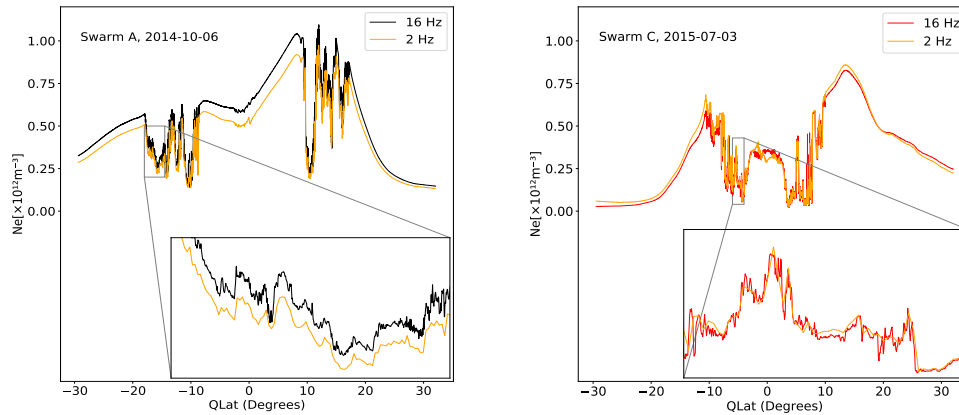 Swarm A, 2014-10-06
16 Hz
2 Hz
Ne[×10¹²m⁻³]
1.00
0.75
0.50
0.25
0.00
−30
−20
−10
0
10
20
30
QLat (Degrees)
Swarm C, 2015-07-03
16 Hz
2 Hz
Ne[×10¹²m⁻³]
1.00
0.75
0.50
0.25
0.00
−30
−20
−10
0
10
20
30
QLat (Degrees)